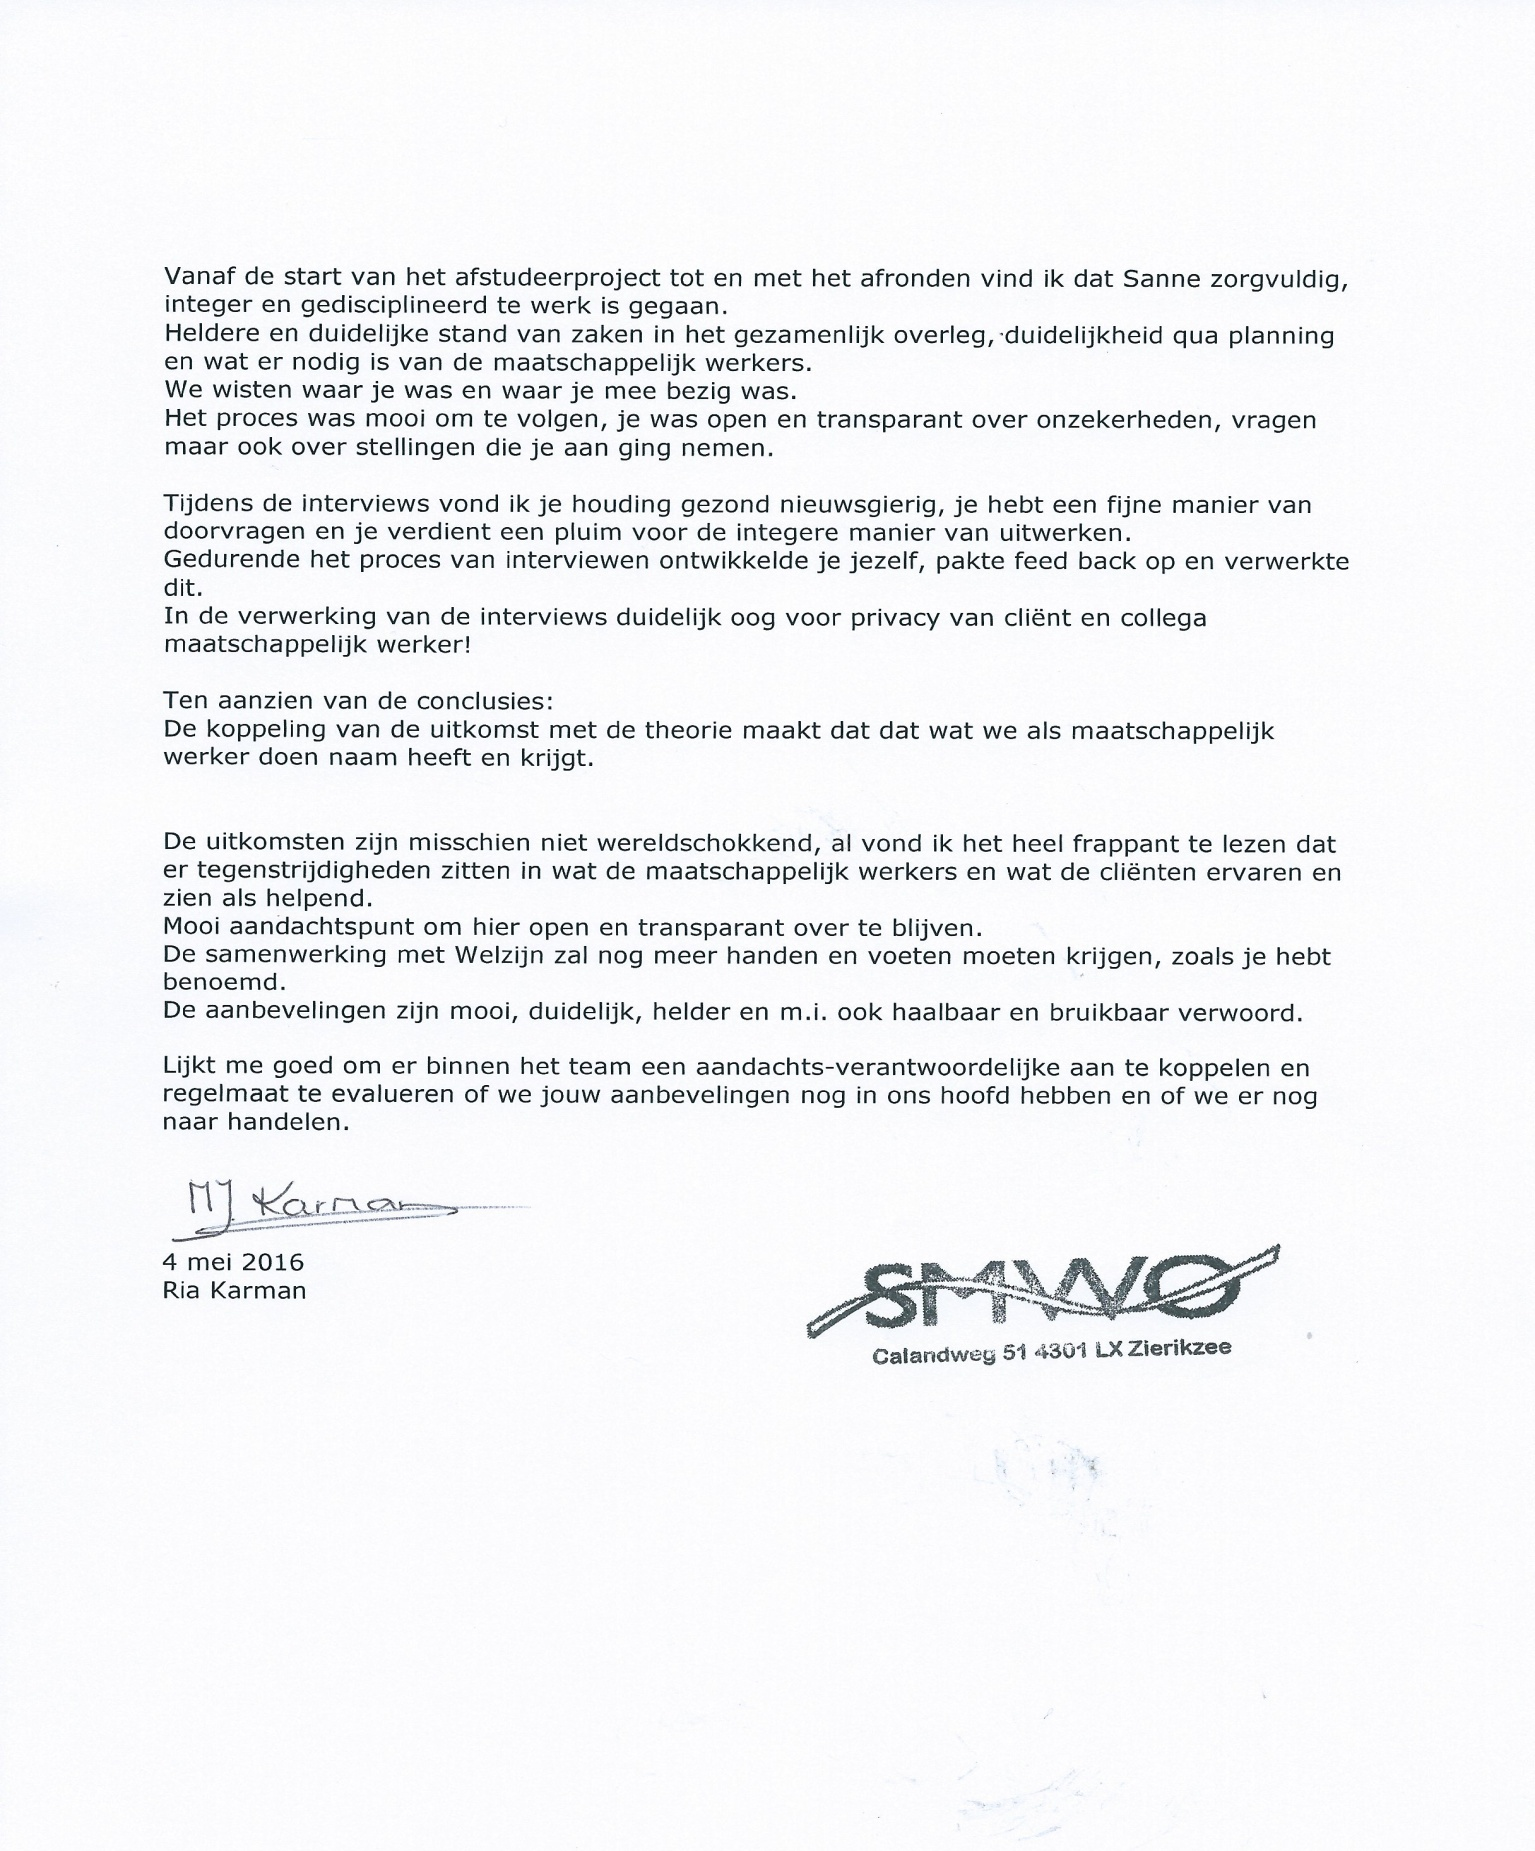 Vanaf de start van het afstudeerproject tot en met het afronden vind ik dat Sanne zorgvuldig,
integer en gedisciplineerd te werk is gegaan.
Heldere en duidelijke stand van zaken in het gezamenlijk overleg, duidelijkheid qua planning
en wat er nodig is van de maatschappelijk werkers.
We wisten waar je was en waar je mee bezig was.
Het proces was mooi om te volgen, je was open en transparant over onzekerheden, vragen
maar ook over stellingen die je aan ging nemen.
Tijdens de interviews vond ik je houding gezond nieuwsgierig, je hebt een fijne manier van
doorvragen en je verdient een pluim voor de integere manier van uitwerken.
Gedurende het proces van interviewen ontwikkelde je jezelf, pakte feed back op en verwerkte
dit.
In de verwerking van de interviews duidelijk oog voor privacy van cliënt en collega
maatschappelijk werker!
Ten aanzien van de conclusies:
De koppeling van de uitkomst met de theorie maakt dat dat wat we als maatschappelijk
werker doen naam heeft en krijgt.
De uitkomsten zijn misschien niet wereldschokkend, al vond ik het heel frappant te lezen dat
er tegenstrijdigheden zitten in wat de maatschappelijk werkers en wat de cliënten ervaren en
zien als helpend.
Mooi aandachtspunt om hier open en transparant over te blijven.
De samenwerking met Welzijn zal nog meer handen en voeten moeten krijgen, zoals je hebt
benoemd.
De aanbevelingen zijn mooi, duidelijk, helder en m.i. ook haalbaar en bruikbaar verwoord.
Lijkt me goed om er binnen het team een aandachts-verantwoordelijke aan te koppelen en
regelmaat te evalueren of we jouw aanbevelingen nog in ons hoofd hebben en of we er nog
naar handelen.
MJ Karman
4 mei 2016
Ria Karman
SMWO
Calandweg 51 4301 LX Zierikzee